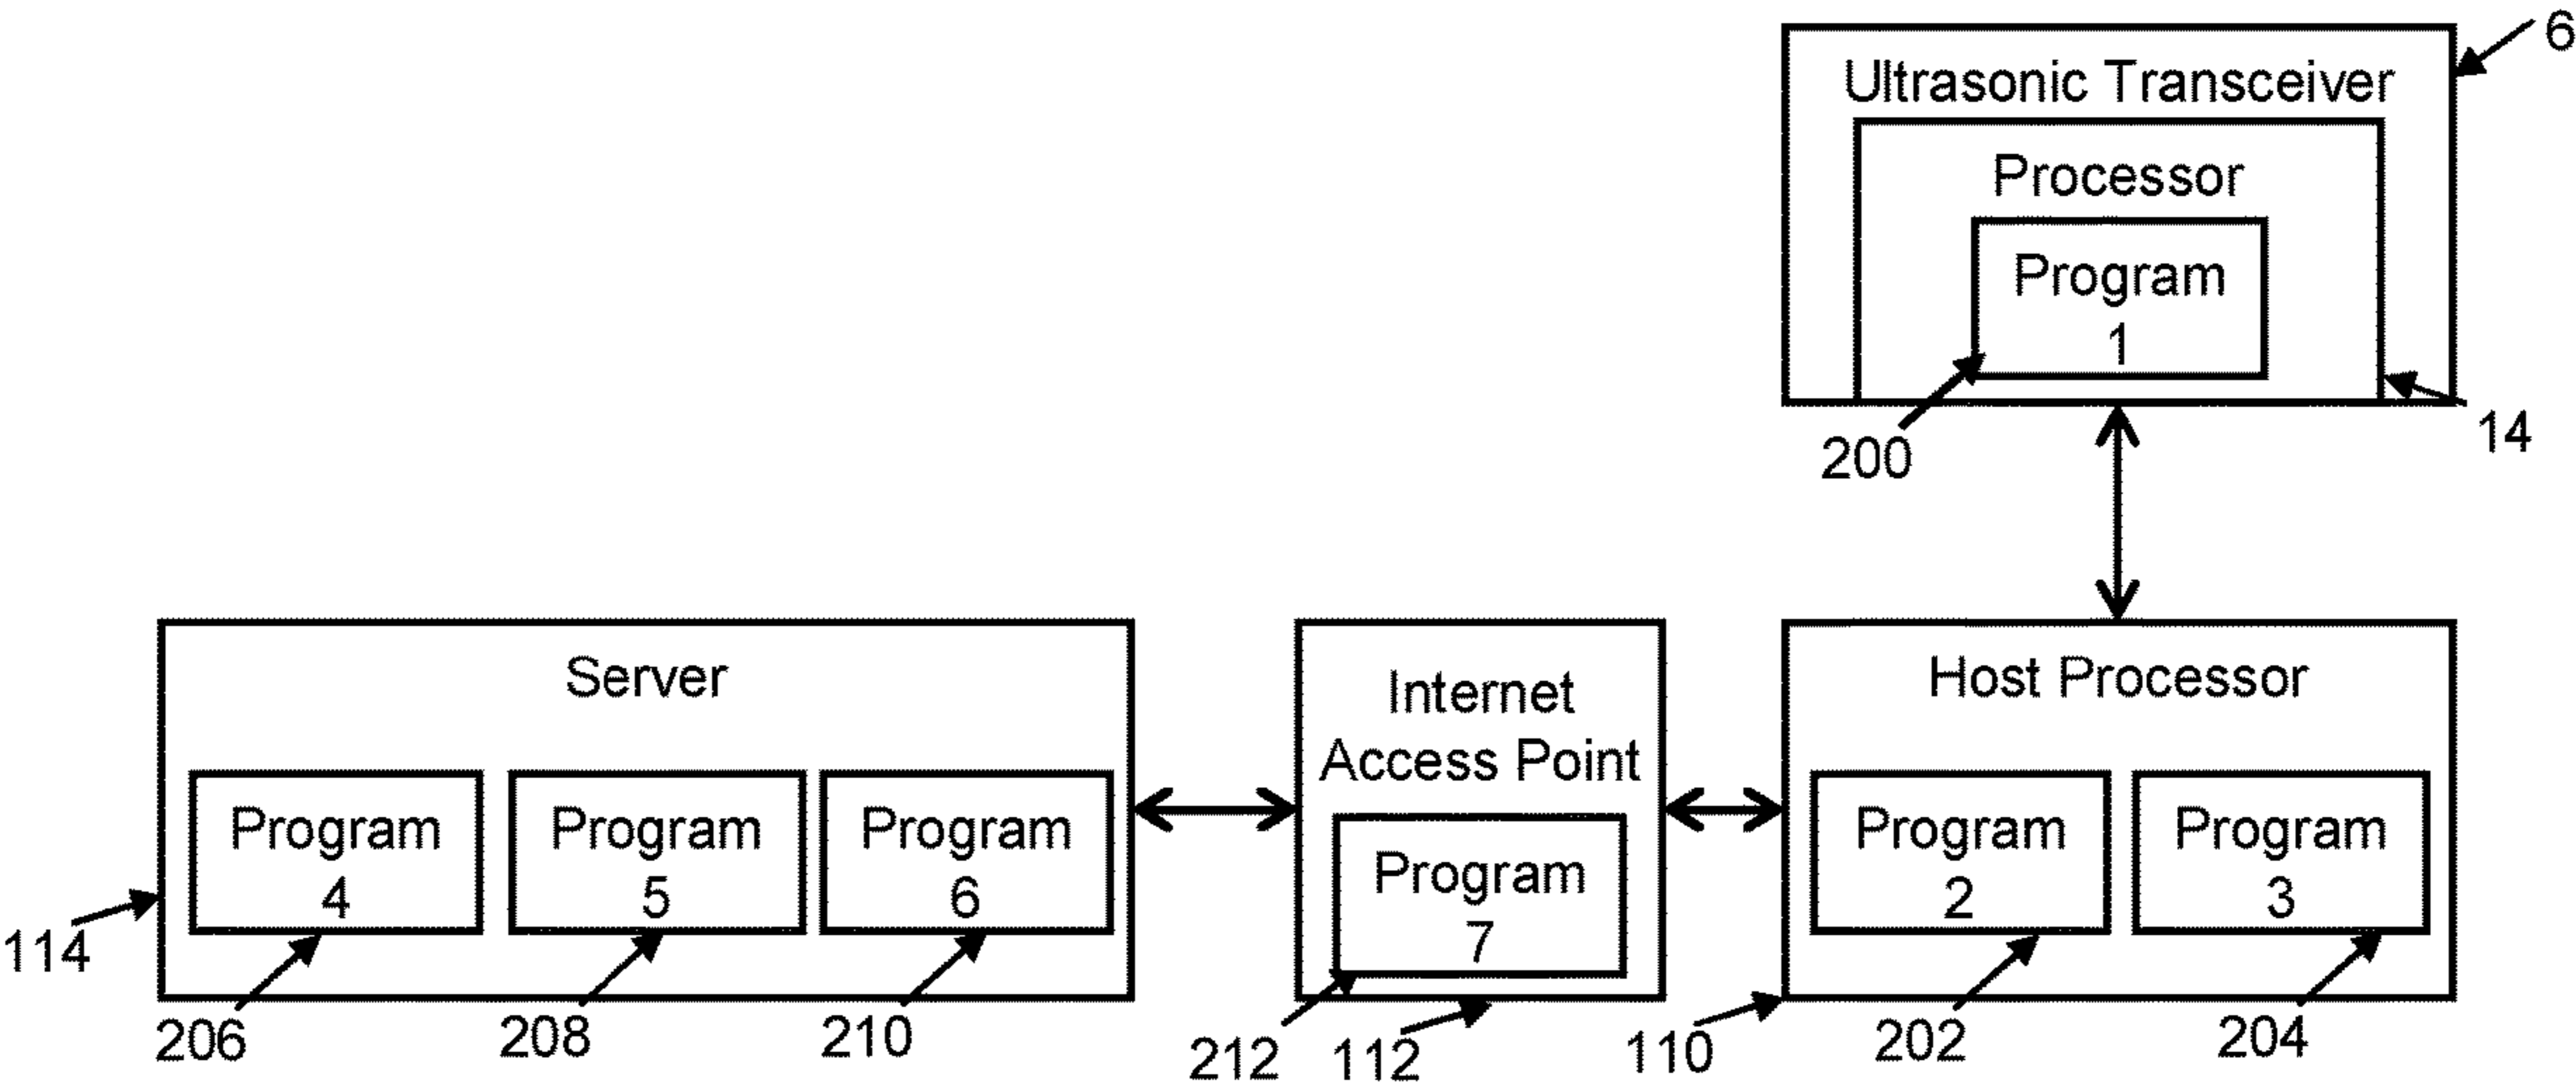 6
Ultrasonic Transceiver
Processor
Program
1
200
14
Server
Program
4
Program
5
Program
6
114
206
208
210
Internet
Access Point
Program
7
212
112
Host Processor
Program
2
Program
3
110
202
204